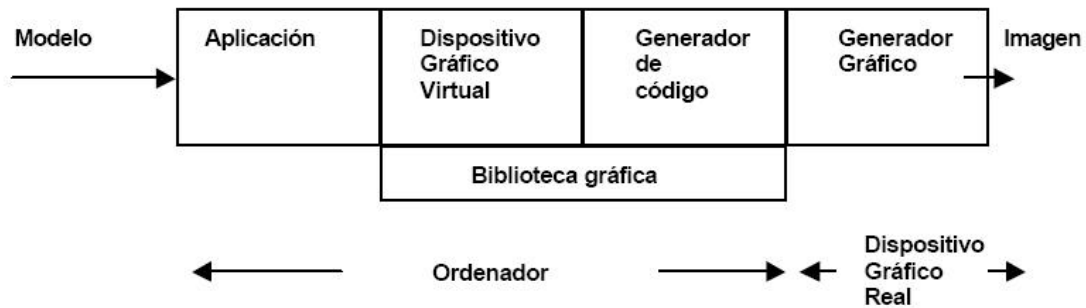 Modelo
Aplicación
Dispositivo
Gráfico
Virtual
Generador
de
código
Generador
Gráfico
Imagen
Biblioteca gráfica
Ordenador
Dispositivo
Gráfico
Real